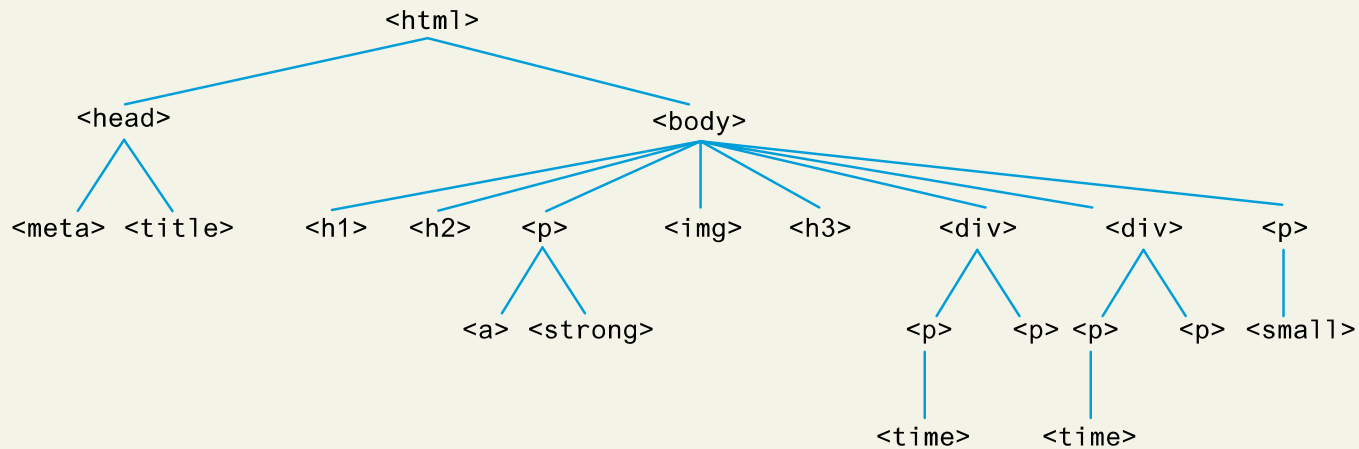 <html>
<head>
<body>
<meta> <title> <h1> <h2> <p> <img> <h3> <div> <div> <p>
<a> <strong> <p> <p> <p> <p> <small>
<time> <time>